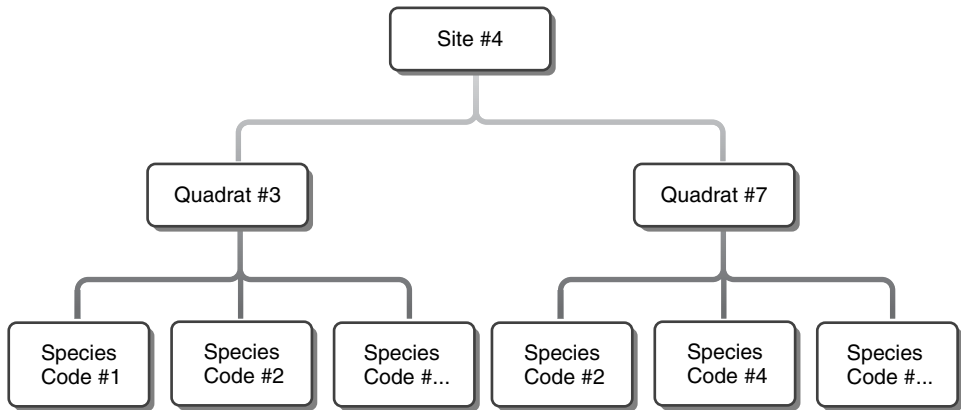 Site #4
Quadrat #3
Quadrat #7
Species
Code #1
Species
Code #2
Species
Code #...
Species
Code #2
Species
Code #4
Species
Code #...